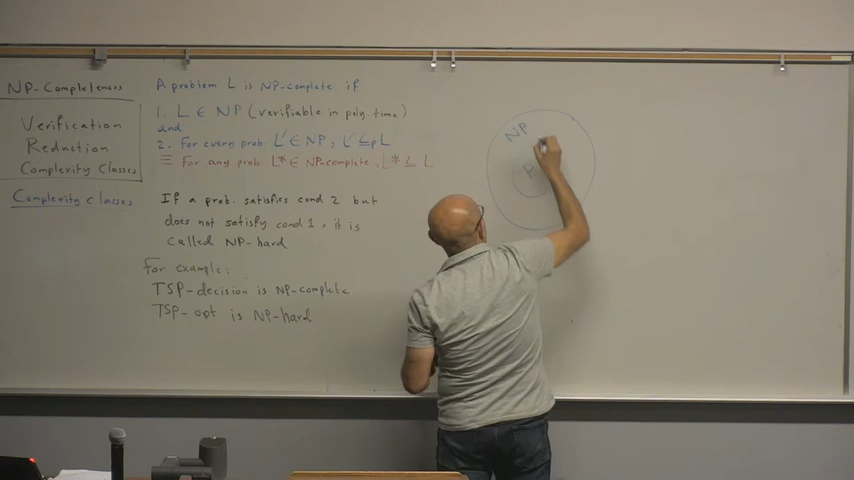 NP-Completeness
Verification
Reduction
Complexity Classes
Complexity Classes
A problem L is NP-complete if
1. L ∈ NP (verifiable in poly time)
and
2. For every prob. L' ∈ NP, L' ≤p L
≡ For any prob. L* ∈ NP-complete, L* ≤ L
If a prob. satisfies cond 2 but
does not satisfy cond 1, it is
called NP-hard
For example:
TSP-decision is NP-complete
TSP-opt is NP-hard
NP
P